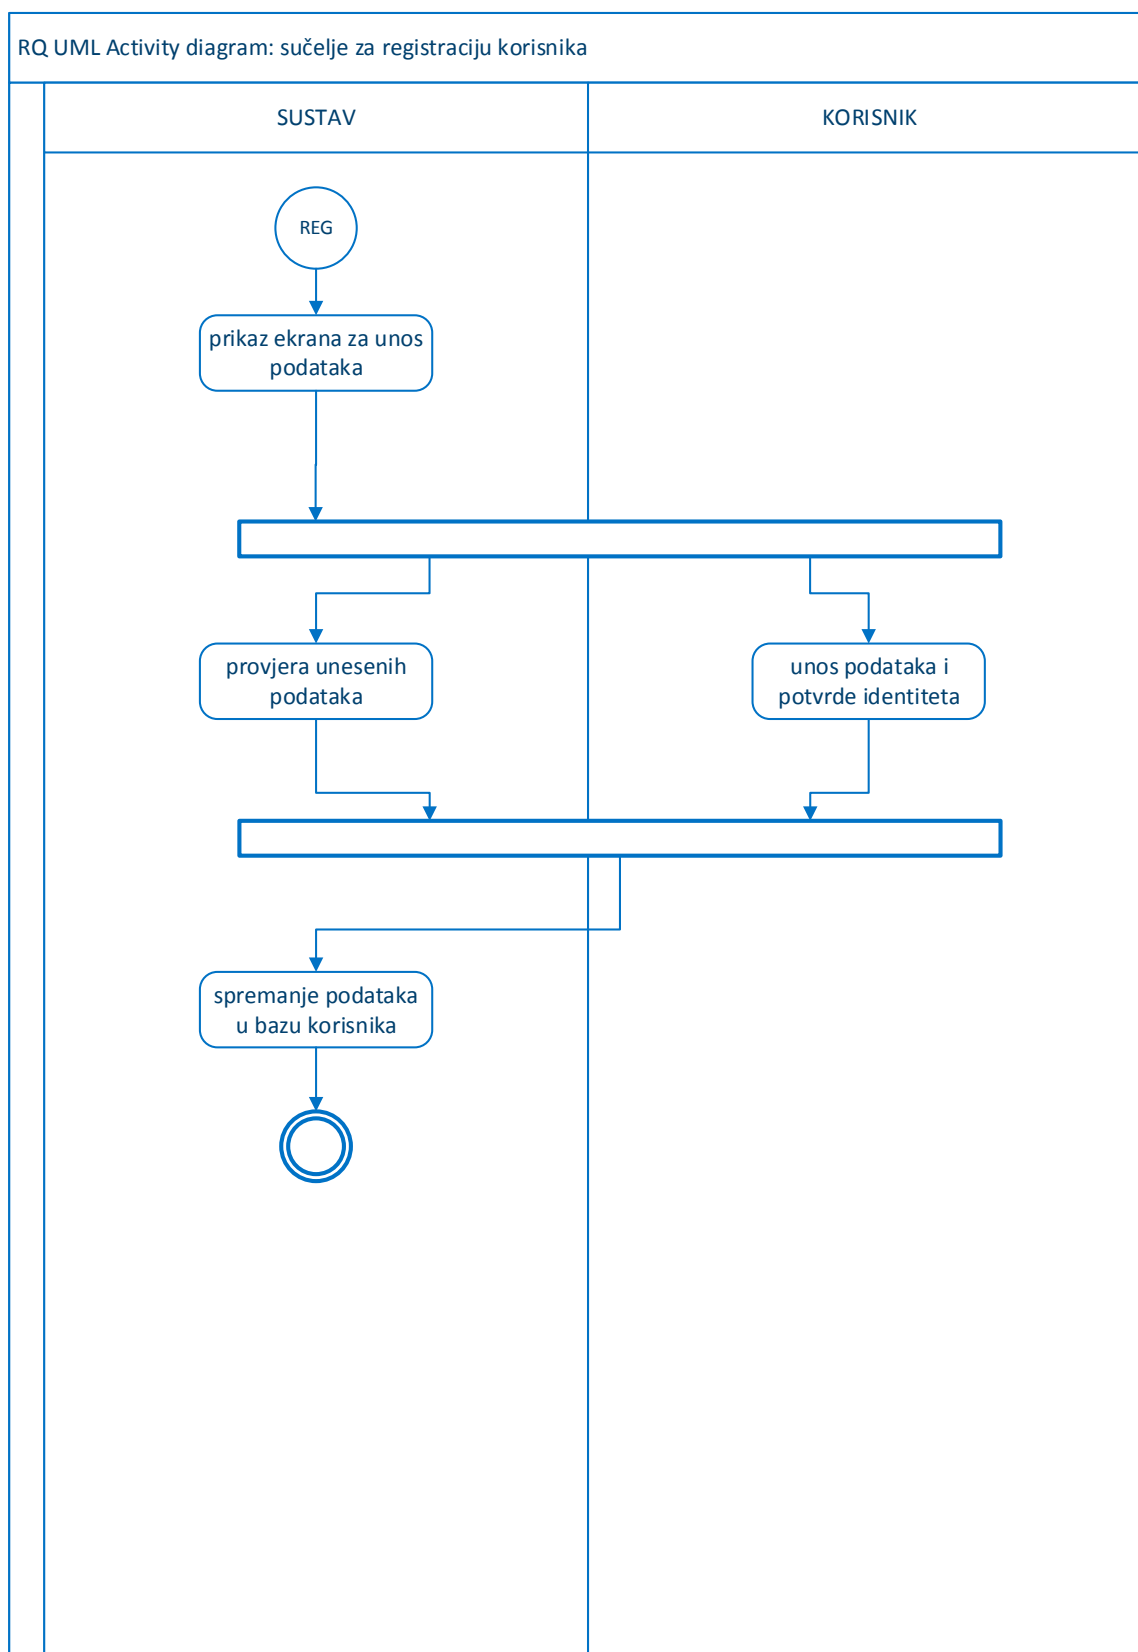 RQ UML Activity diagram: sučelje za registraciju korisnika
SUSTAV
KORISNIK
REG
prikaz ekrana za unos
podataka
provjera unesenih
podataka
unos podataka i
potvrde identiteta
spremanje podataka
u bazu korisnika